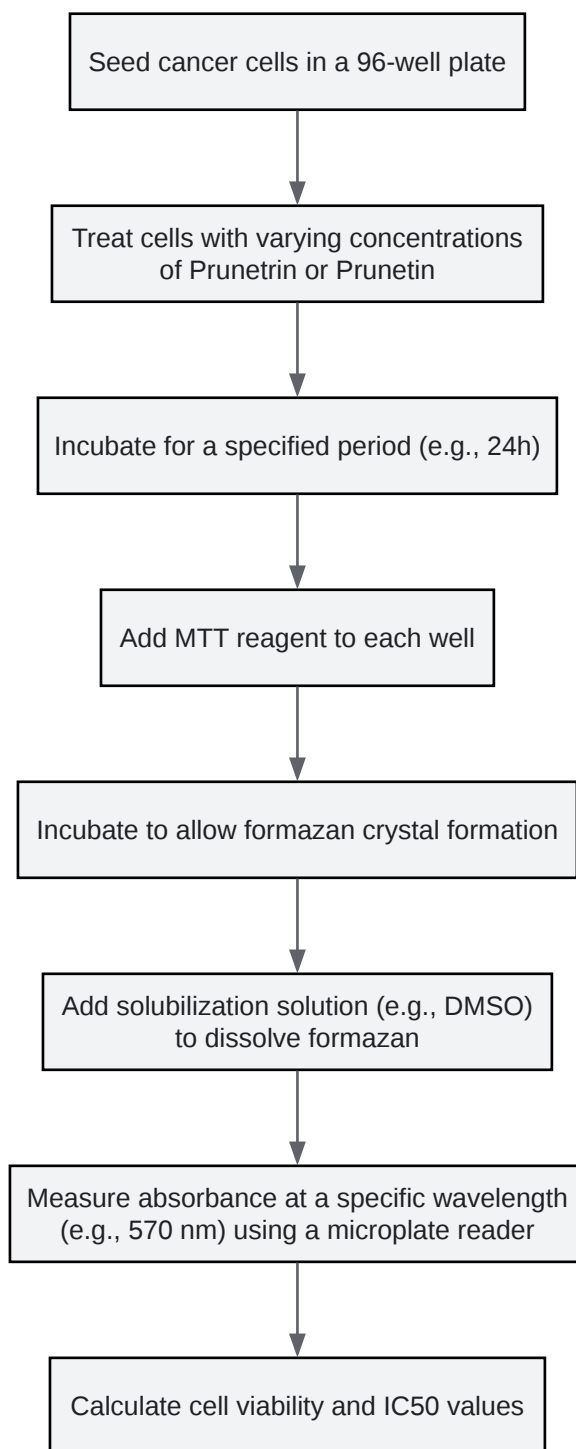 Seed cancer cells in a 96-well plate
Treat cells with varying concentrations
of Prunetrin or Prunetin
Incubate for a specified period (e.g., 24h)
Add MTT reagent to each well
Incubate to allow formazan crystal formation
Add solubilization solution (e.g., DMSO)
to dissolve formazan
Measure absorbance at a specific wavelength
(e.g., 570 nm) using a microplate reader
Calculate cell viability and IC50 values